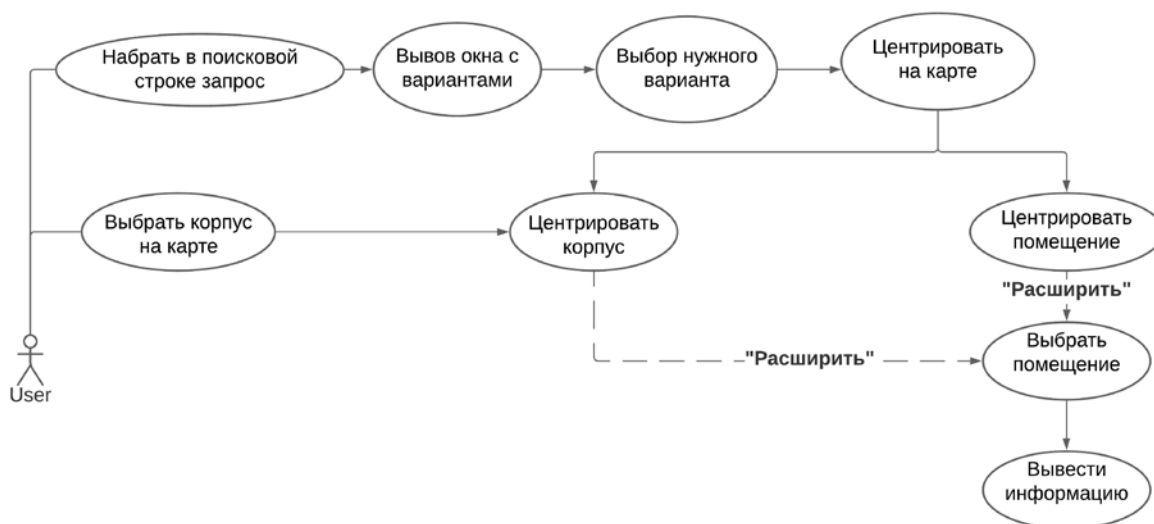 Набрать в поисковой
строке запрос
Вывов окна с
вариантами
Выбор нужного
варианта
Центрировать
на карте
Выбрать корпус
на карте
Центрировать
корпус
Центрировать
помещение
"Расширить"
"Расширить"
Выбрать
помещение
User
Вывести
информацию